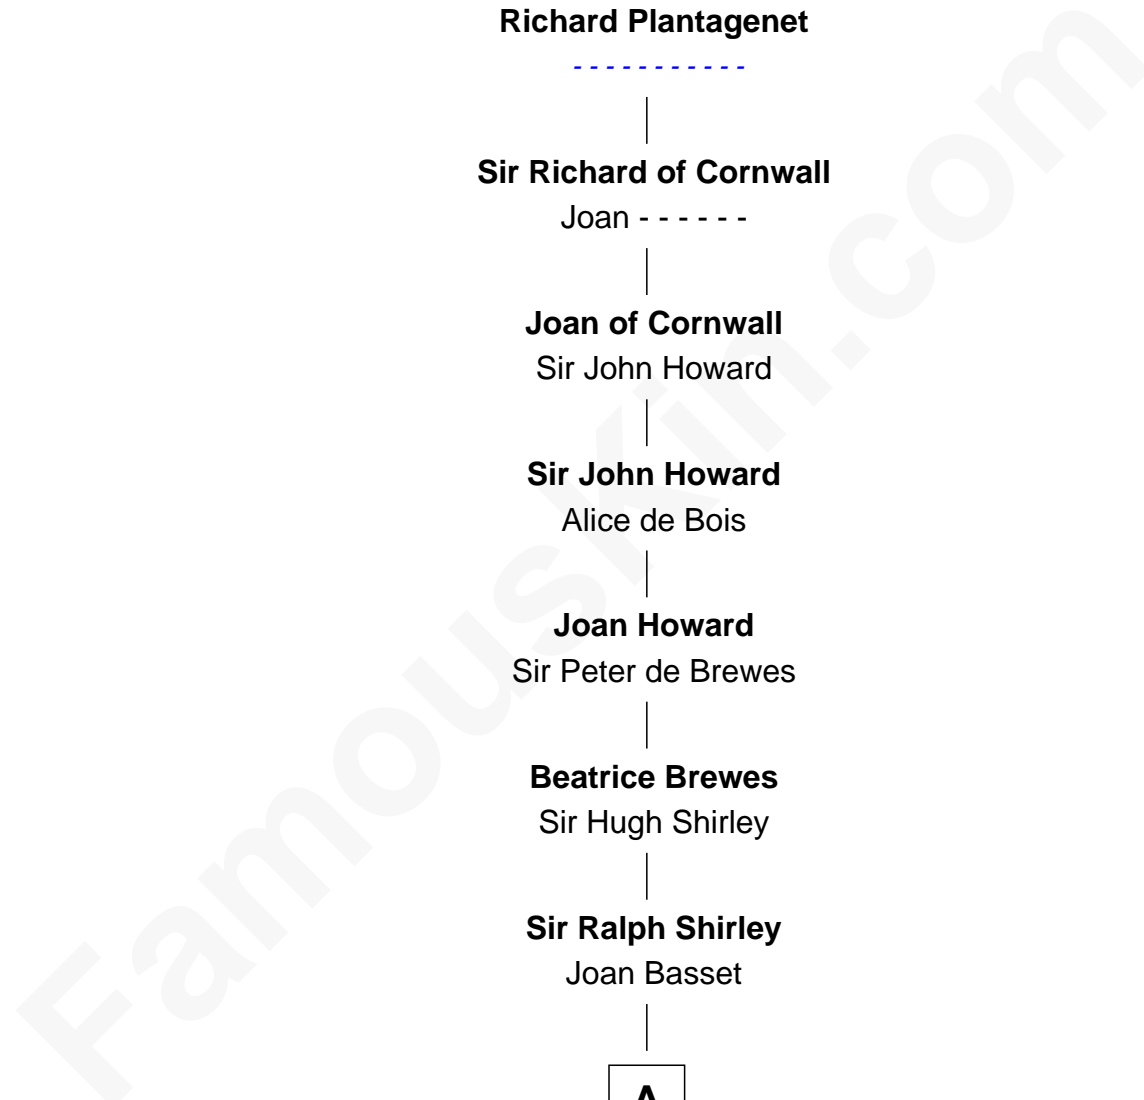 Richard Plantagenet
- - - - - - - - - - -
Sir Richard of Cornwall
Joan - - - - - -
Joan of Cornwall
Sir John Howard
Sir John Howard
Alice de Bois
Joan Howard
Sir Peter de Brewes
Beatrice Brewes
Sir Hugh Shirley
Sir Ralph Shirley
Joan Basset
A
FamousKin.com